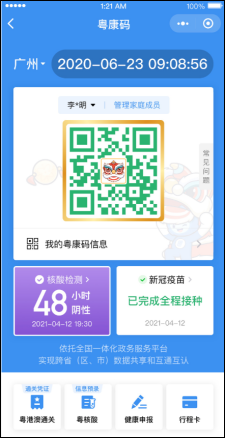 1:21 AM
100%
粤康码
广州
2020-06-23 09:08:56
李*明
管理家庭成员
常见问题
我的粤康码信息
核酸检测
48 小时 阴性
2021-04-12 19:30
新冠疫苗
已完成全程接种
2021-04-12
依托全国一体化政务服务平台
实现跨省（区、市）数据共享和互通互认
通关凭证
信息预录
粤港澳通关
粤核酸
健康申报
行程卡